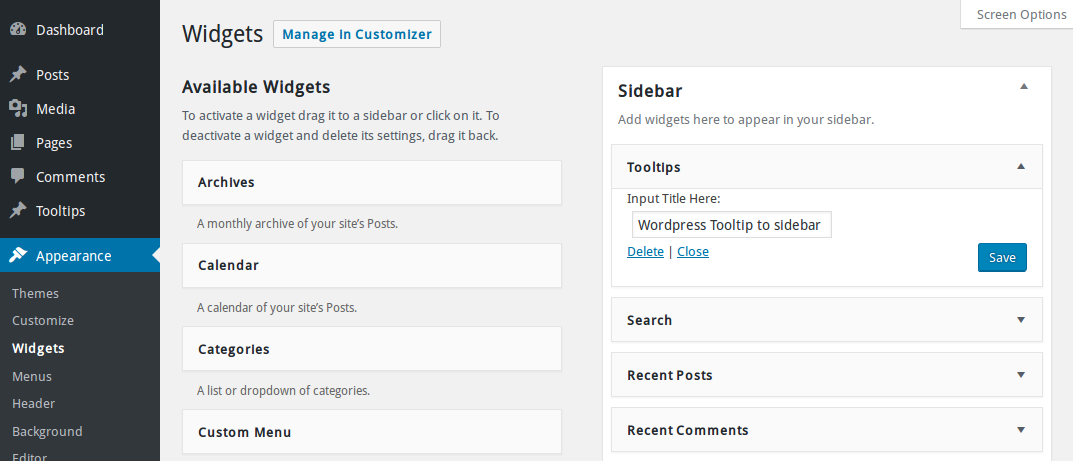 Dashboard
Posts
Media
Pages
Comments
Tooltips
Appearance
Themes
Customize
Widgets
Menus
Header
Background
Editor
Screen Options
Widgets
Manage in Customizer
Available Widgets
To activate a widget drag it to a sidebar or click on it. To
deactivate a widget and delete its settings, drag it back.
Archives
A monthly archive of your site's Posts.
Calendar
A calendar of your site's Posts.
Categories
A list or dropdown of categories.
Custom Menu
Sidebar
Add widgets here to appear in your sidebar.
Tooltips
Input Title Here:
Wordpress Tooltip to sidebar
Delete | Close
Save
Search
Recent Posts
Recent Comments